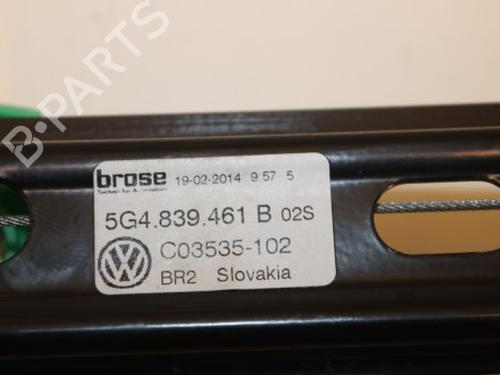 brose 19-02-2014 9:57 5
Technik für Automobile
5G4.839.461 B 02S
C03535-102
BR2 Slovakia
B-PARTS